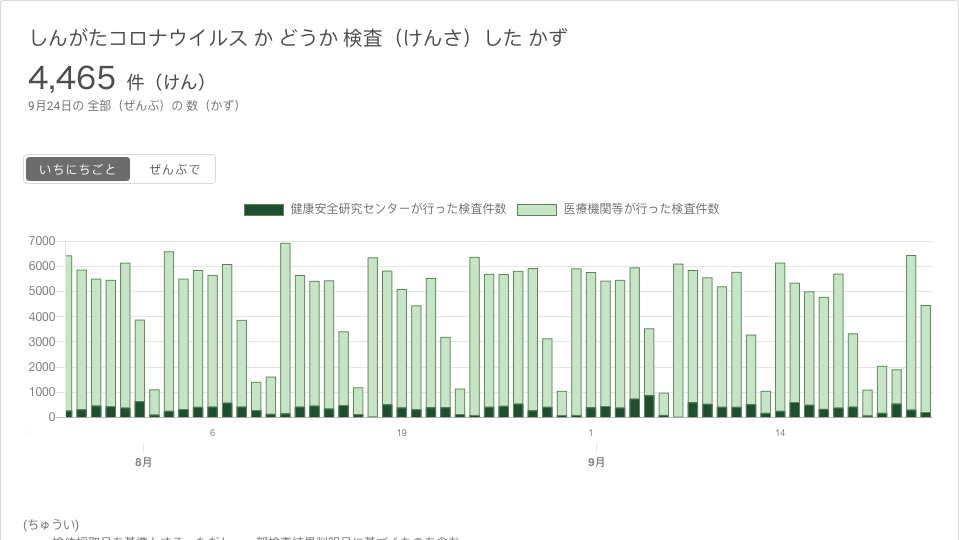 しんがたコロナウイルス か どうか 検査（けんさ）した かず
4,465 件（けん）
9月24日の 全部（ぜんぶ）の 数（かず）
いちにちごと ぜんぶで
健康安全研究センターが行った検査件数 医療機関等が行った検査件数
7000
6000
5000
4000
3000
2000
1000
0
6 19 1 14
8月 9月
(ちゅうい)